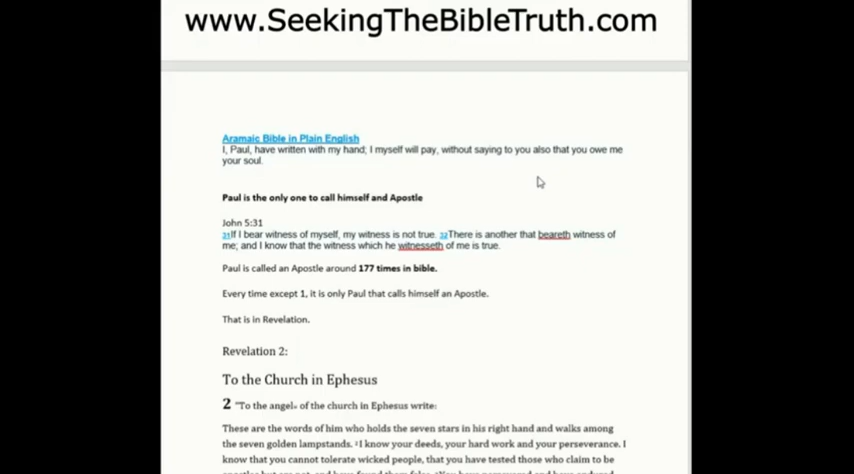 www.SeekingTheBibleTruth.com
Aramaic Bible in Plain English
I, Paul, have written with my hand; I myself will pay, without saying to you also that you owe me
your soul.
Paul is the only one to call himself and Apostle
John 5:31
31If I bear witness of myself, my witness is not true. 32There is another that beareth witness of
me; and I know that the witness which he witnesseth of me is true.
Paul is called an Apostle around 177 times in bible.
Every time except 1, it is only Paul that calls himself an Apostle.
That is in Revelation.
Revelation 2:
To the Church in Ephesus
2 "To the angel of the church in Ephesus write:
These are the words of him who holds the seven stars in his right hand and walks among
the seven golden lampstands. 2I know your deeds, your hard work and your perseverance. I
know that you cannot tolerate wicked people, that you have tested those who claim to be